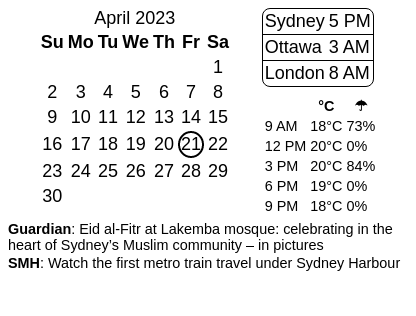 April 2023
Su Mo Tu We Th Fr Sa
1
2 3 4 5 6 7 8
9 10 11 12 13 14 15
16 17 18 19 20 21 22
23 24 25 26 27 28 29
30
Sydney 5 PM
Ottawa 3 AM
London 8 AM
°C ☂
9 AM 18°C 73%
12 PM 20°C 0%
3 PM 20°C 84%
6 PM 19°C 0%
9 PM 18°C 0%
Guardian: Eid al-Fitr at Lakemba mosque: celebrating in the
heart of Sydney’s Muslim community – in pictures
SMH: Watch the first metro train travel under Sydney Harbour